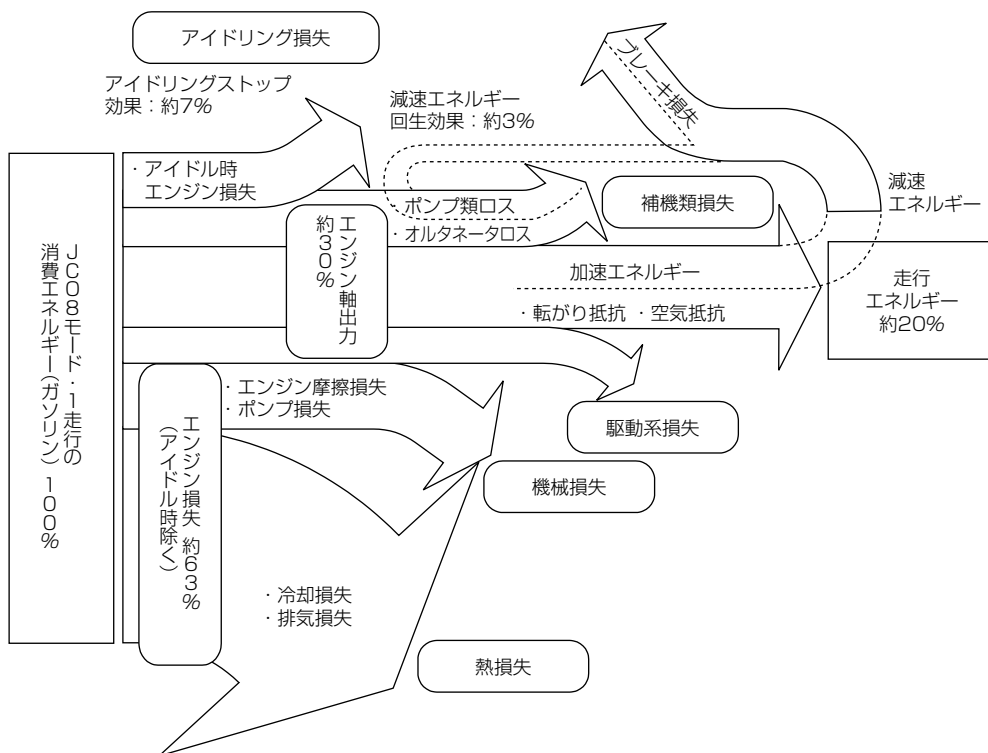 アイドリング損失
アイドリングストップ
効果：約7%
減速エネルギー
回生効果：約3%
ブレーキ損失
・アイドル時
エンジン損失
減速
エネルギー
・ポンプ類ロス
・オルタネータロス
補機類損失
JC08モード・1走行の
消費エネルギー(ガソリン) 100%
エンジン軸出力
約30%
加速エネルギー
・転がり抵抗 ・空気抵抗
走行
エネルギー
約20%
・エンジン摩擦損失
・ポンプ損失
駆動系損失
エンジン損失 約63%
(アイドル時除く)
機械損失
・冷却損失
・排気損失
熱損失